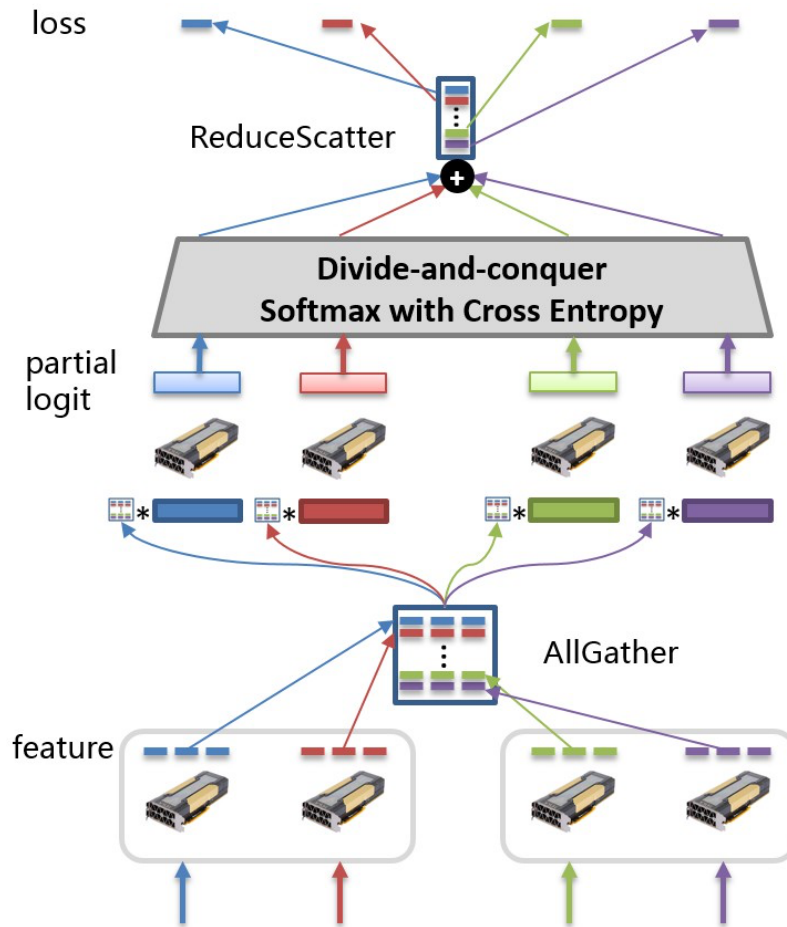 loss
ReduceScatter
+
Divide-and-conquer
Softmax with Cross Entropy
partial
logit
* * * *
AllGather
feature